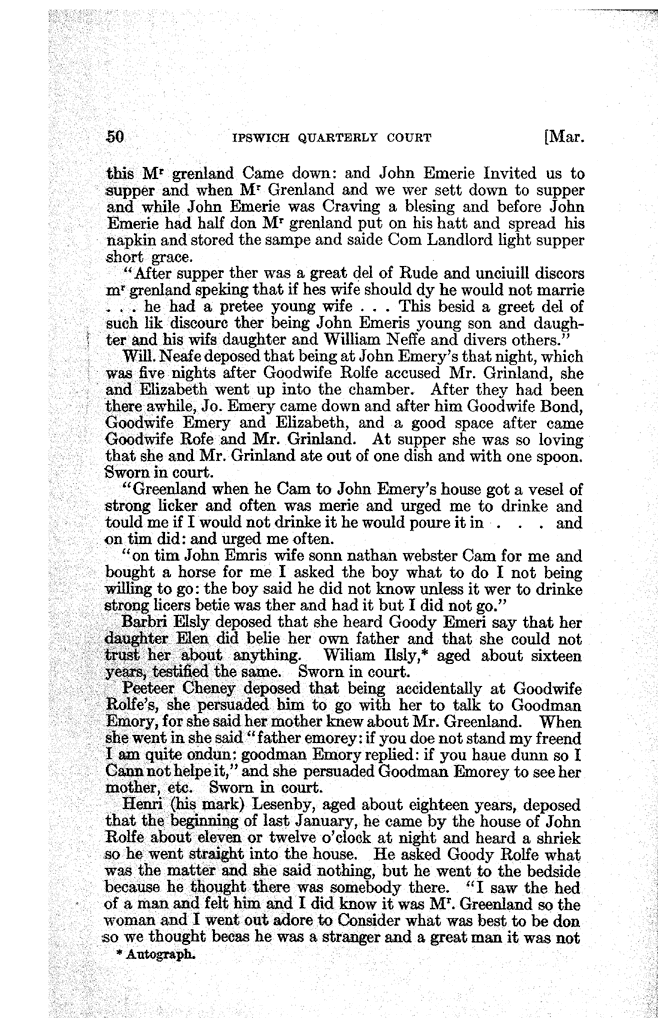 50 IPSWICH QUARTERLY COURT [Mar.
this Mʳ grenland Came down: and John Emerie Invited us to
supper and when Mʳ Grenland and we wer sett down to supper
and while John Emerie was Craving a blesing and before John
Emerie had half don Mʳ grenland put on his hatt and spread his
napkin and stored the sampe and saide Com Landlord light supper
short grace.
"After supper ther was a great del of Rude and unciuill discors
mʳ grenland speking that if hes wife should dy he would not marrie
. . . he had a pretee young wife . . . This besid a greet del of
such lik discourc ther being John Emeris young son and daugh-
ter and his wifs daughter and William Neffe and divers others."
Will. Neafe deposed that being at John Emery's that night, which
was five nights after Goodwife Rolfe accused Mr. Grinland, she
and Elizabeth went up into the chamber. After they had been
there awhile, Jo. Emery came down and after him Goodwife Bond,
Goodwife Emery and Elizabeth, and a good space after came
Goodwife Rofe and Mr. Grinland. At supper she was so loving
that she and Mr. Grinland ate out of one dish and with one spoon.
Sworn in court.
"Greenland when he Cam to John Emery's house got a vesel of
strong licker and often was merie and urged me to drinke and
tould me if I would not drinke it he would poure it in . . . and
on tim did: and urged me often.
"on tim John Emris wife sonn nathan webster Cam for me and
bought a horse for me I asked the boy what to do I not being
willing to go: the boy said he did not know unless it wer to drinke
strong licers betie was ther and had it but I did not go."
Barbri Elsly deposed that she heard Goody Emeri say that her
daughter Elen did belie her own father and that she could not
trust her about anything. Wiliam Ilsly,* aged about sixteen
years, testified the same. Sworn in court.
Peeteer Cheney deposed that being accidentally at Goodwife
Rolfe's, she persuaded him to go with her to talk to Goodman
Emory, for she said her mother knew about Mr. Greenland. When
she went in she said "father emorey: if you doe not stand my freend
I am quite ondun: goodman Emory replied: if you haue dunn so I
Cann not helpe it," and she persuaded Goodman Emorey to see her
mother, etc. Sworn in court.
Henri (his mark) Lesenby, aged about eighteen years, deposed
that the beginning of last January, he came by the house of John
Rolfe about eleven or twelve o'clock at night and heard a shriek
so he went straight into the house. He asked Goody Rolfe what
was the matter and she said nothing, but he went to the bedside
because he thought there was somebody there. "I saw the hed
of a man and felt him and I did know it was Mʳ. Greenland so the
woman and I went out adore to Consider what was best to be don
so we thought becas he was a stranger and a great man it was not
* Autograph.